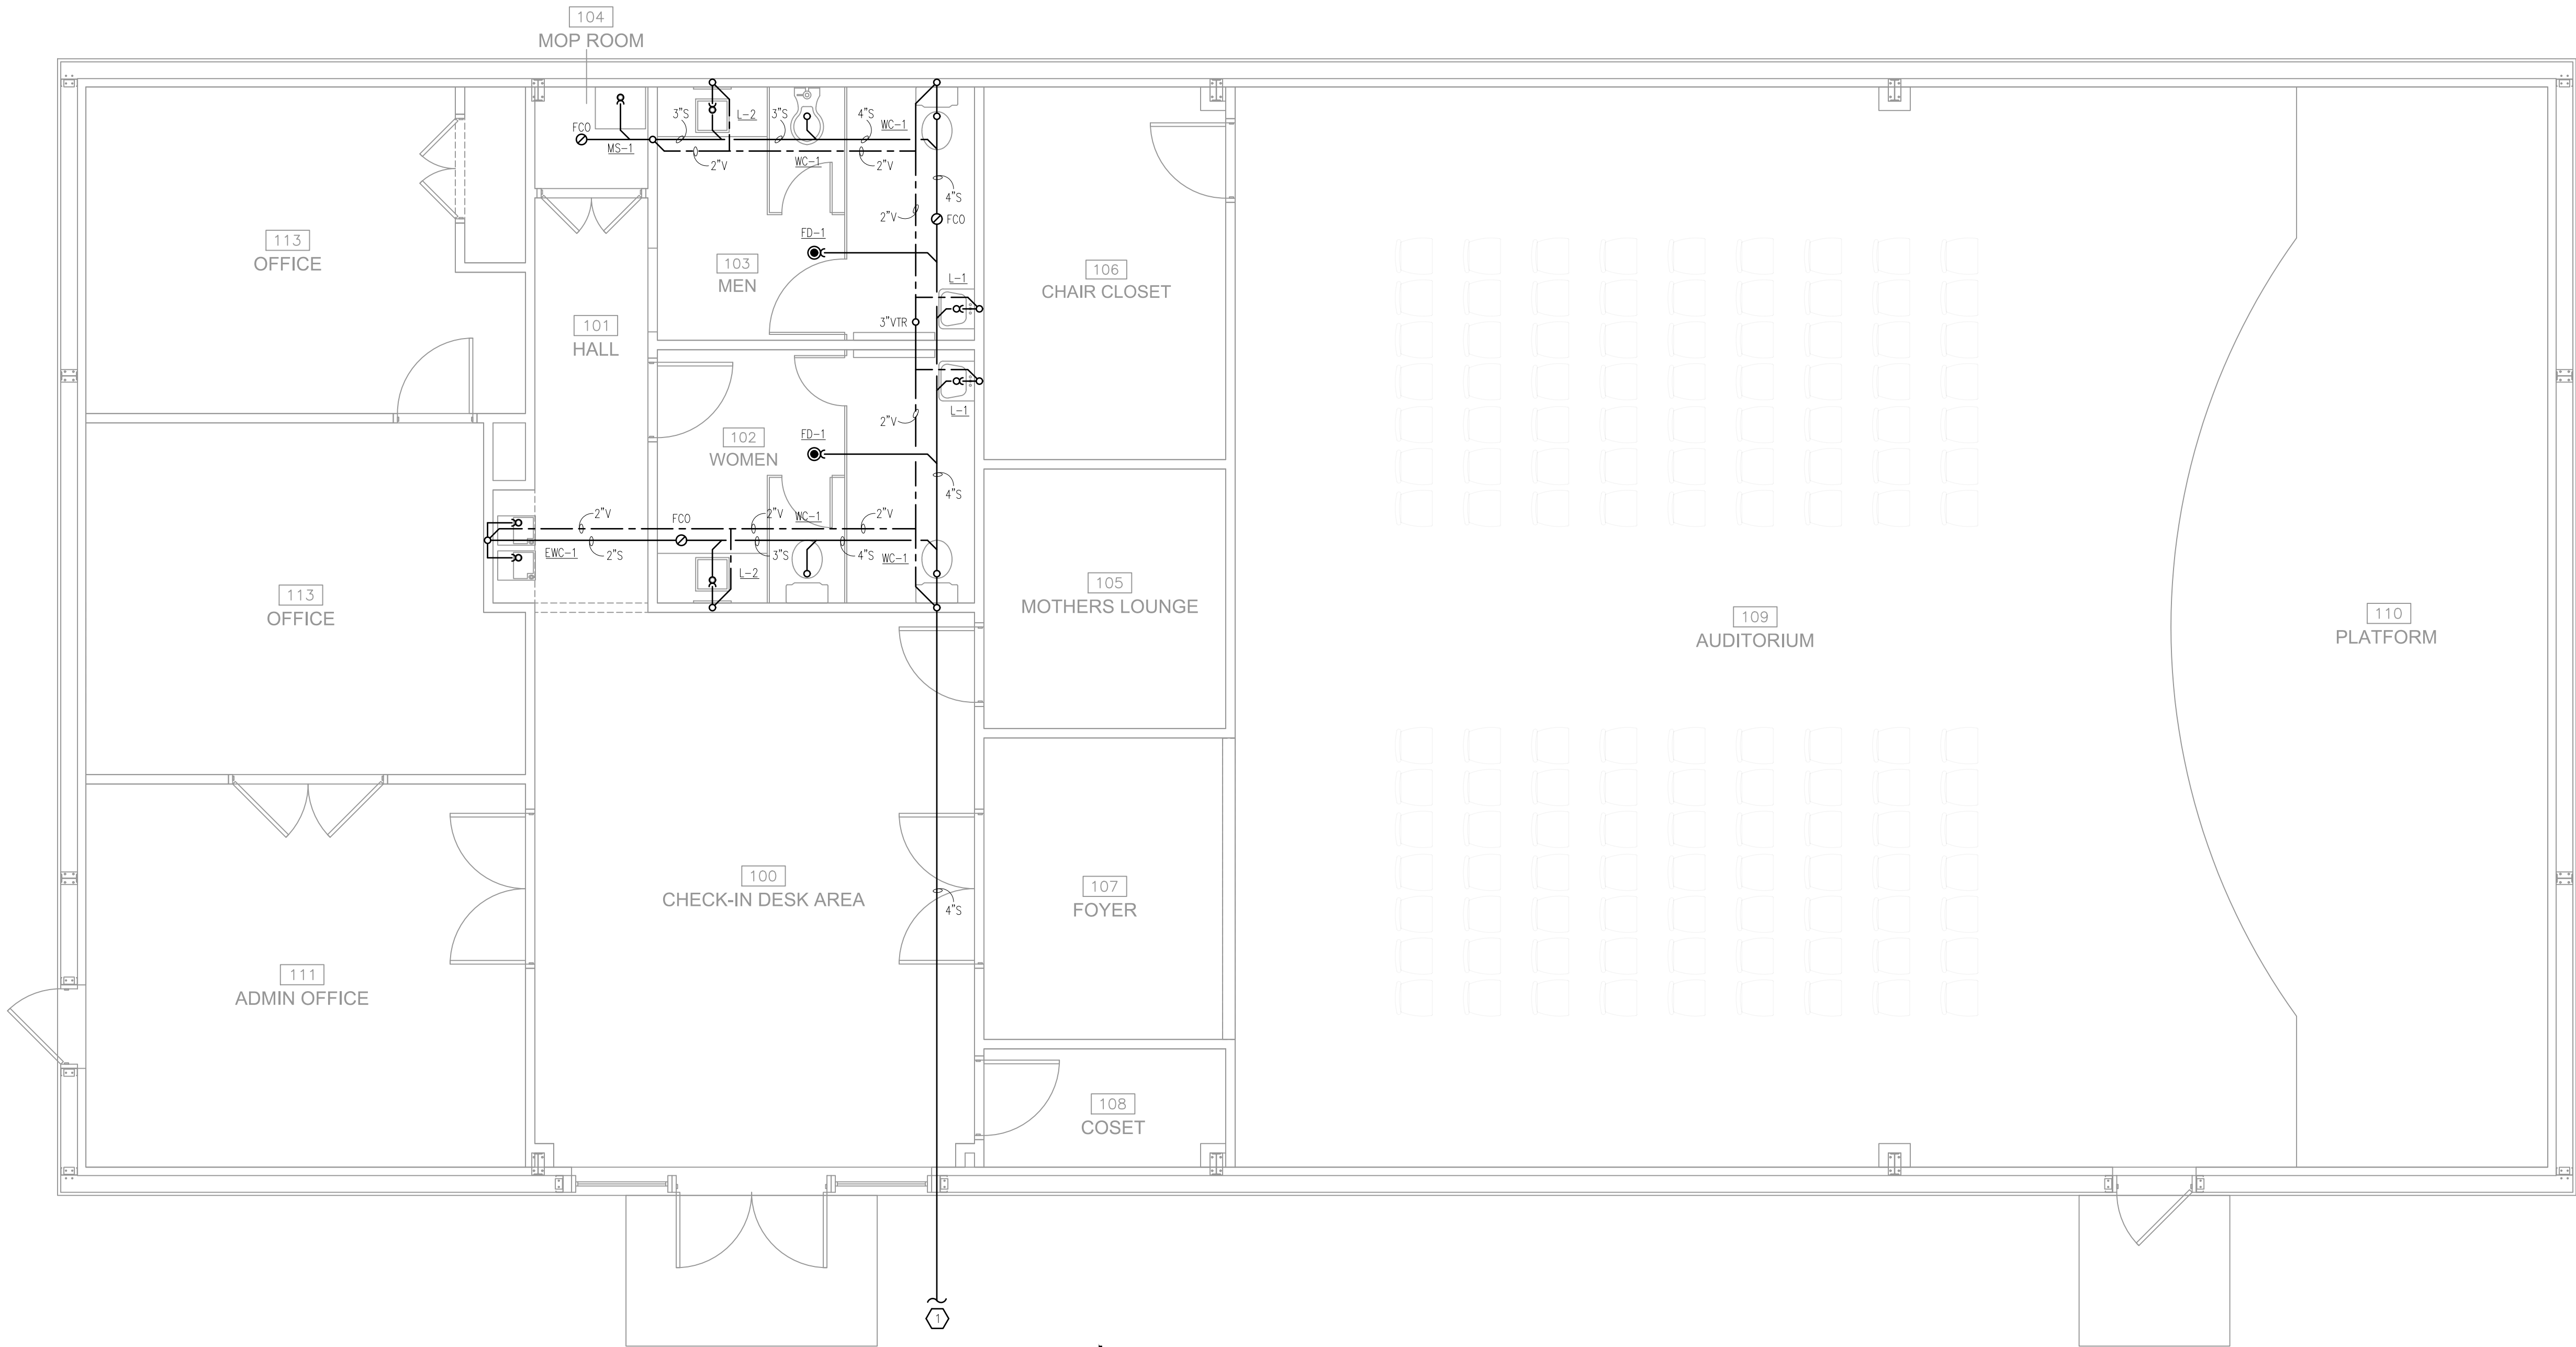 104
MOP ROOM
3"S
L-2
3"S
4"S
WC-1
FCO
MS-1
2"V
WC-1
2"V
4"S
2"V
FCO
113
OFFICE
FD-1
103
MEN
106
CHAIR CLOSET
L-1
101
HALL
3"VTR
L-1
2"V
102
WOMEN
FD-1
4"S
2"V
FCO
2"V
WC-1
2"V
EWC-1
2"S
3"S
4"S
WC-1
L-2
113
OFFICE
105
MOTHERS LOUNGE
109
AUDITORIUM
110
PLATFORM
100
CHECK-IN DESK AREA
4"S
107
FOYER
111
ADMIN OFFICE
108
COSET
1